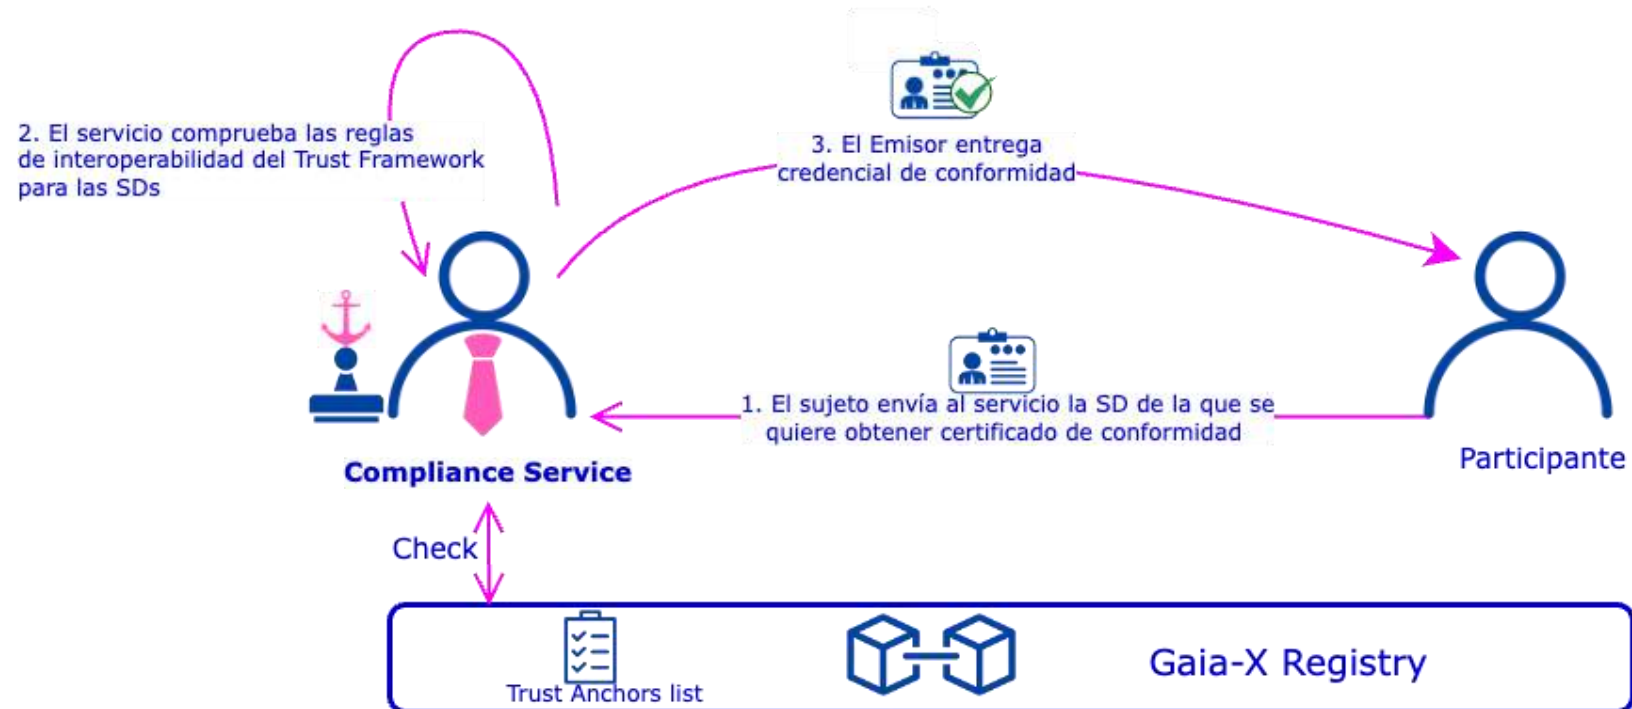 2. El servicio comprueba las reglas
de interoperabilidad del Trust Framework
para las SDs
3. El Emisor entrega
credencial de conformidad
1. El sujeto envía al servicio la SD de la que se
quiere obtener certificado de conformidad
Compliance Service
Participante
Check
Trust Anchors list
Gaia-X Registry